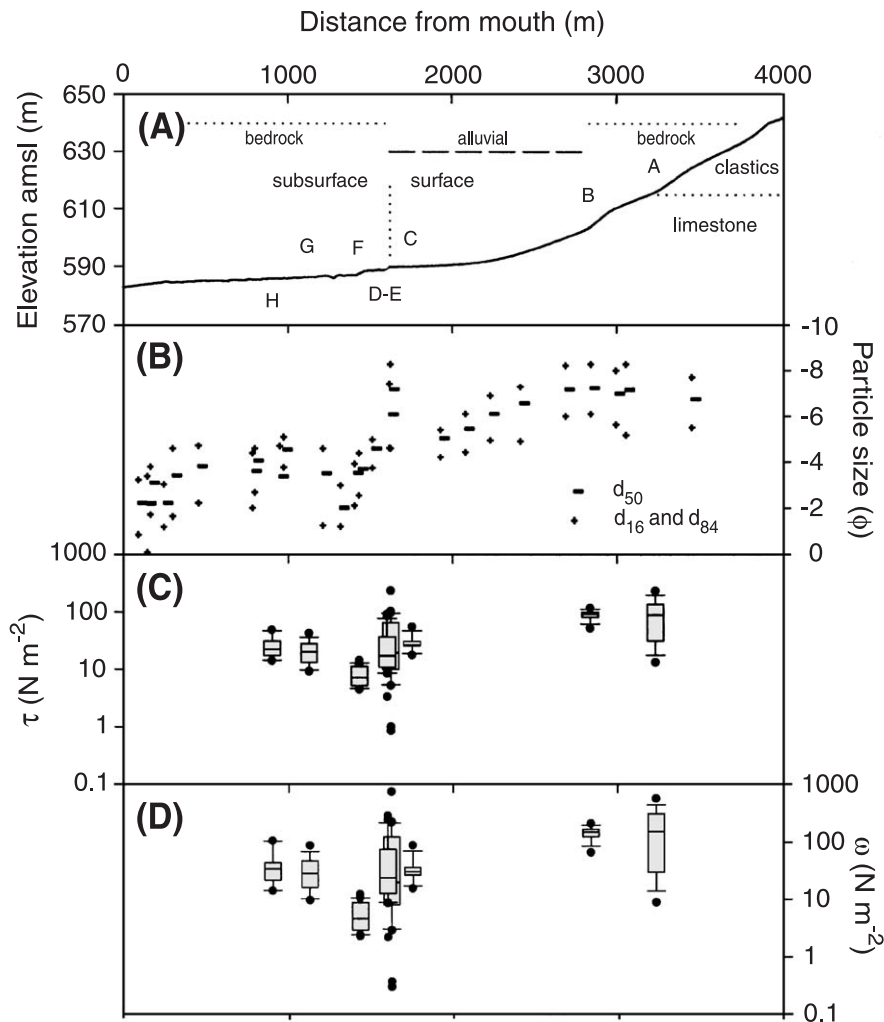 Distance from mouth (m)
0 1000 2000 3000 4000
Elevation amsl (m)
650
630
610
590
570
(A)
bedrock alluvial bedrock
A
clastics
subsurface surface
B
limestone
G F C
H D-E
(B)
-10
-8
-6
-4
-2
0
Particle size (ϕ)
d50
d16 and d84
1000
100
10
1
0.1
τ (N m-2)
(C)
(D)
1000
100
10
1
0.1
ω (N m-2)